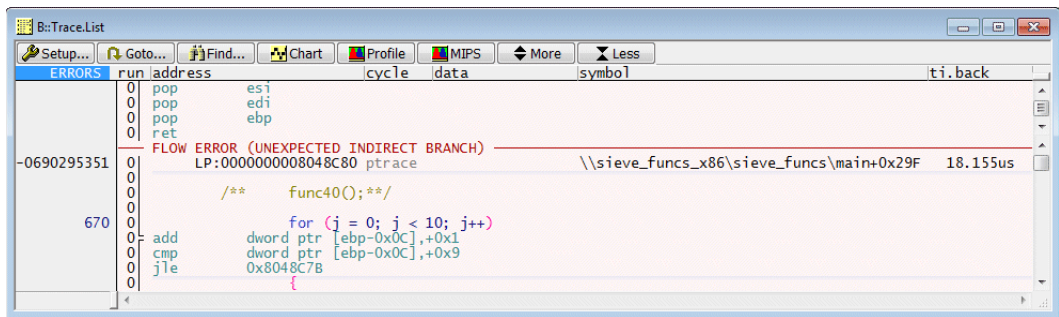 B::Trace.List
Setup... Goto... Find... Chart Profile MIPS More Less
ERRORS run address cycle data symbol ti.back
0 pop esi
0 pop edi
0 pop ebp
0 ret
FLOW ERROR (UNEXPECTED INDIRECT BRANCH)
-0690295351 0 LP:0000000008048C80 ptrace \\sieve_funcs_x86\sieve_funcs\main+0x29F 18.155us
0
0 /** func40();**/
0
670 0 for (j = 0; j < 10; j++)
0 add dword ptr [ebp-0x0C],+0x1
0 cmp dword ptr [ebp-0x0C],+0x9
0 jle 0x8048C7B
0 {